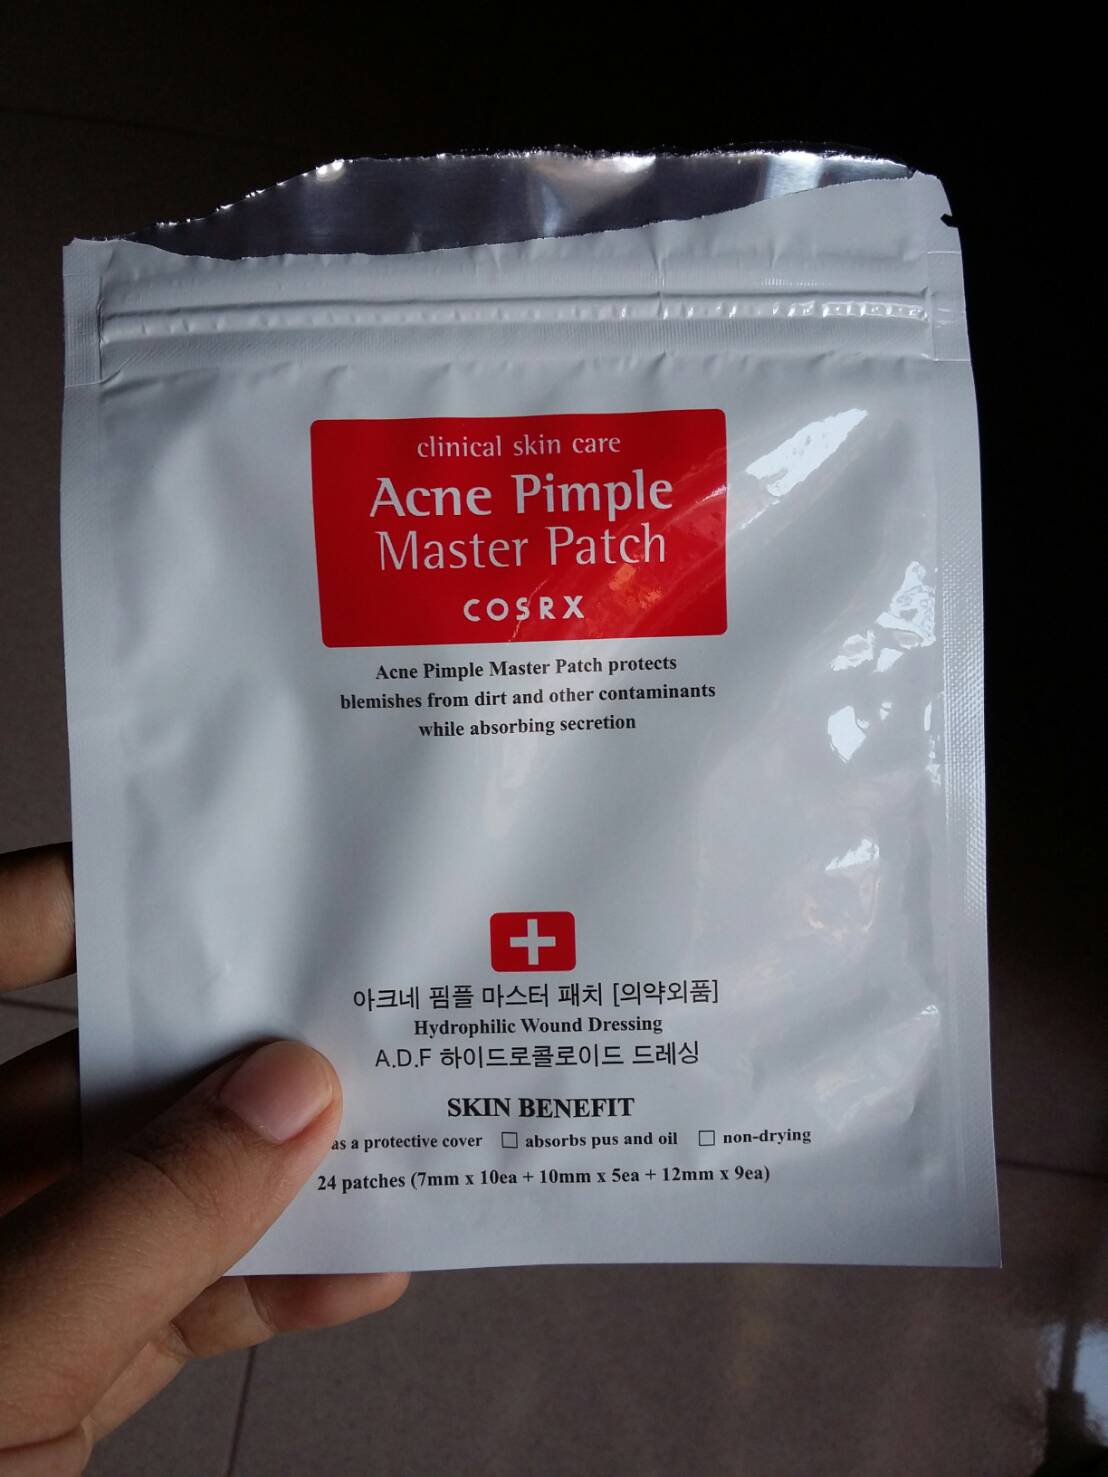 clinical skin care
Acne Pimple
Master Patch
COSRX
Acne Pimple Master Patch protects
blemishes from dirt and other contaminants
while absorbing secretion
아크네 핌플 마스터 패치 [의약외품]
Hydrophilic Wound Dressing
A.D.F 하이드로콜로이드 드레싱
SKIN BENEFIT
as a protective cover □ absorbs pus and oil □ non-drying
24 patches (7mm x 10ea + 10mm x 5ea + 12mm x 9ea)